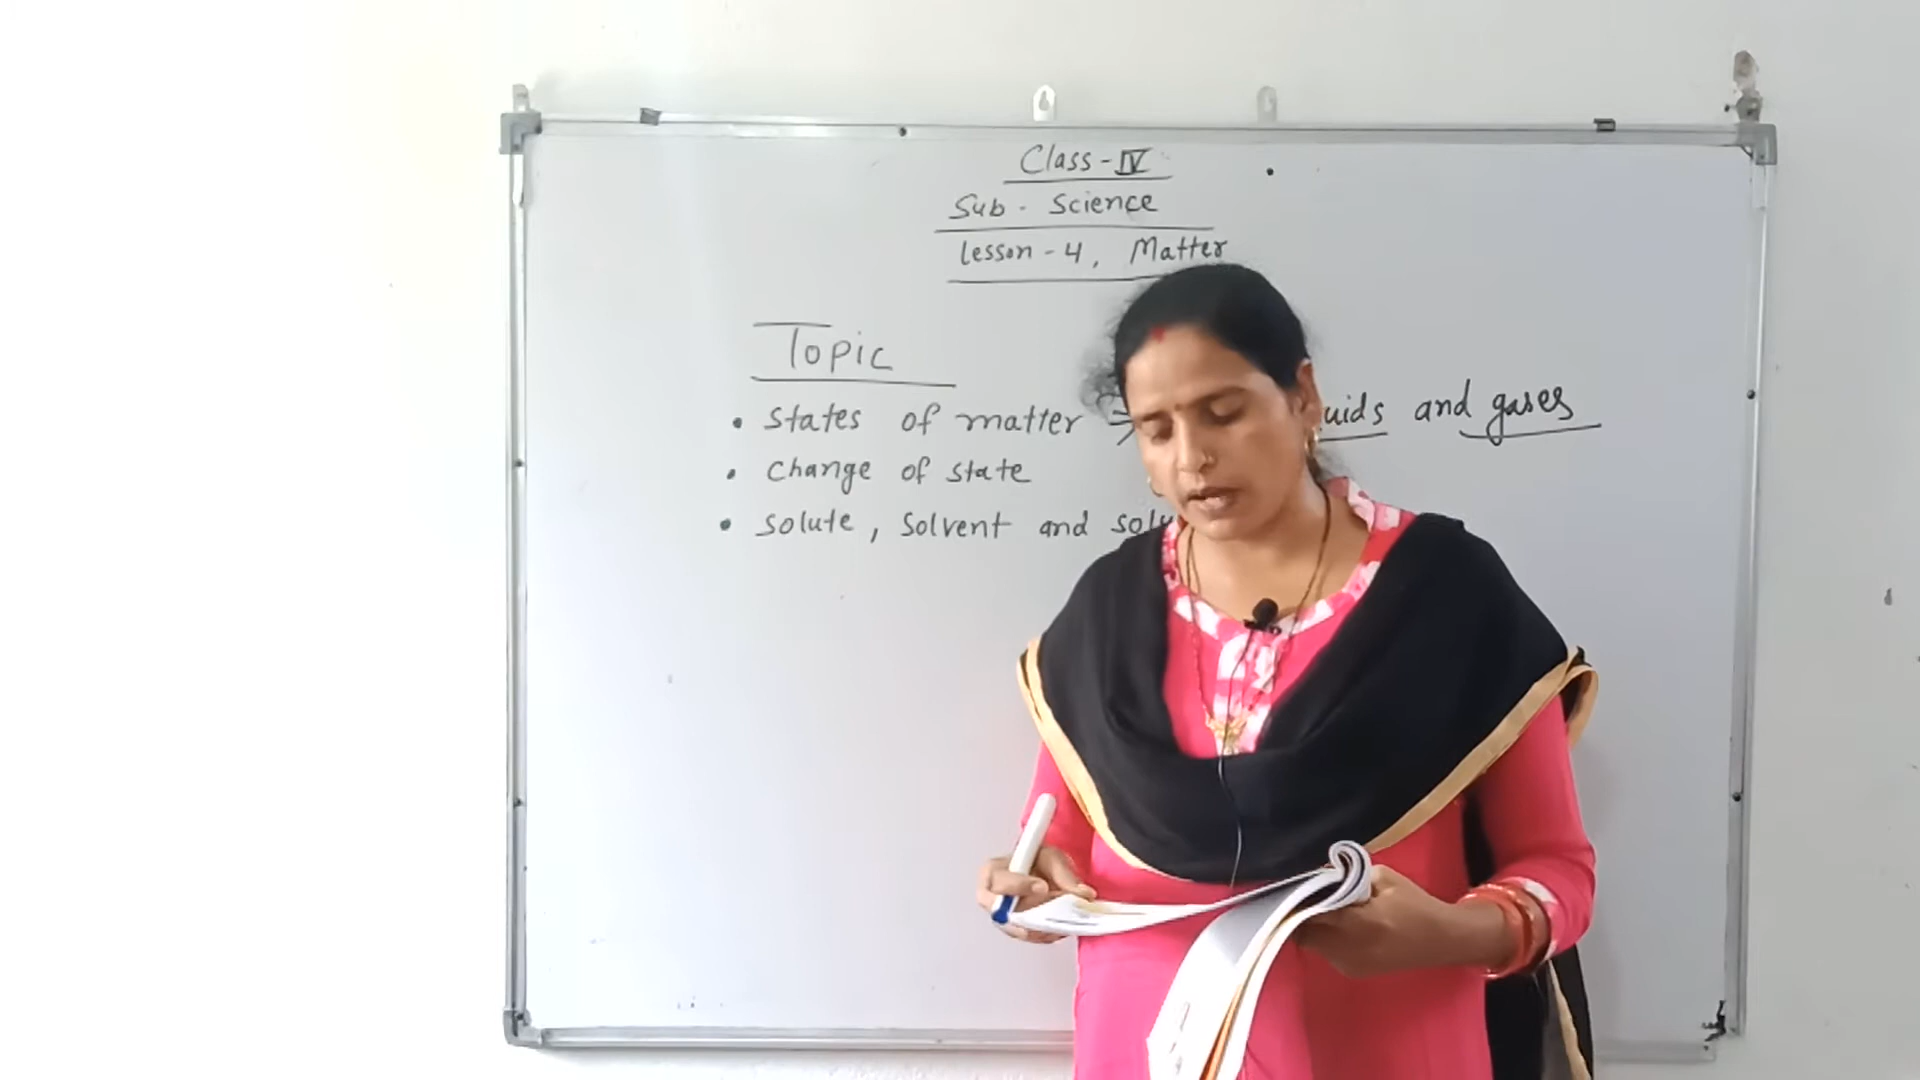 Class - IV
Sub - Science
Lesson - 4, Matter
Topic
• States of matter → and gases
• Change of state
• Solute, Solvent and